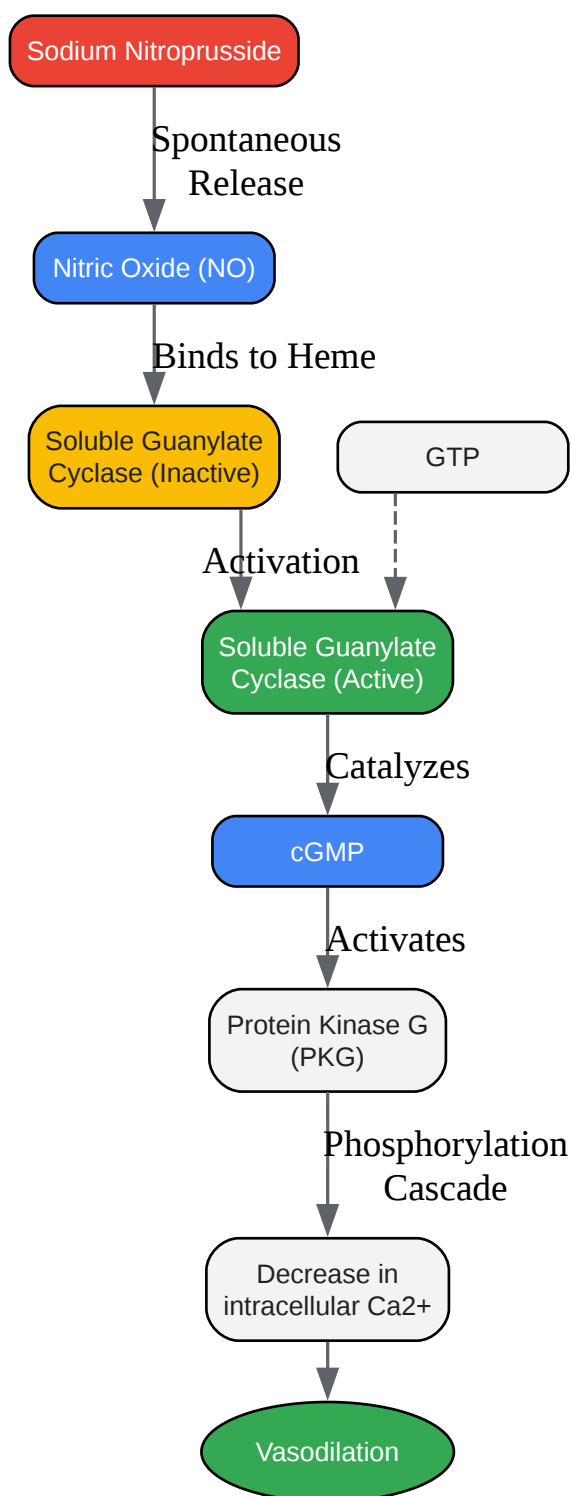 Sodium Nitroprusside
Spontaneous
Release
Nitric Oxide (NO)
Binds to Heme
Soluble Guanylate
Cyclase (Inactive)
GTP
Activation
Soluble Guanylate
Cyclase (Active)
Catalyzes
cGMP
Activates
Protein Kinase G
(PKG)
Phosphorylation
Cascade
Decrease in
intracellular Ca2+
Vasodilation